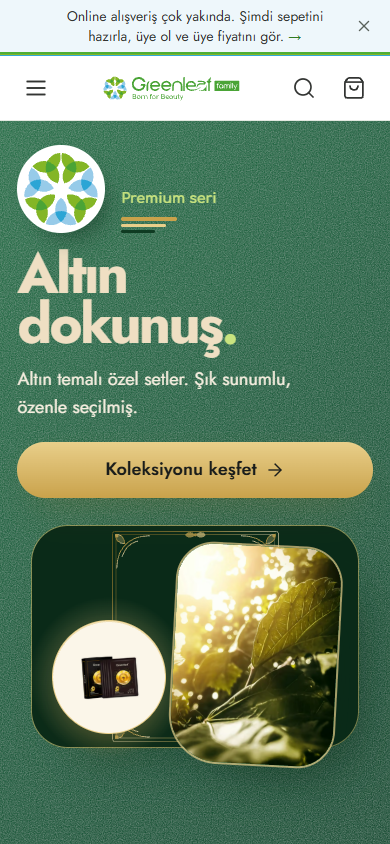 Online alışveriş çok yakında. Şimdi sepetini
hazırla, üye ol ve üye fiyatını gör. →
Greenleaf family
Born for Beauty
Premium seri
Altın
dokunuş.
Altın temalı özel setler. Şık sunumlu,
özenle seçilmiş.
Koleksiyonu keşfet →